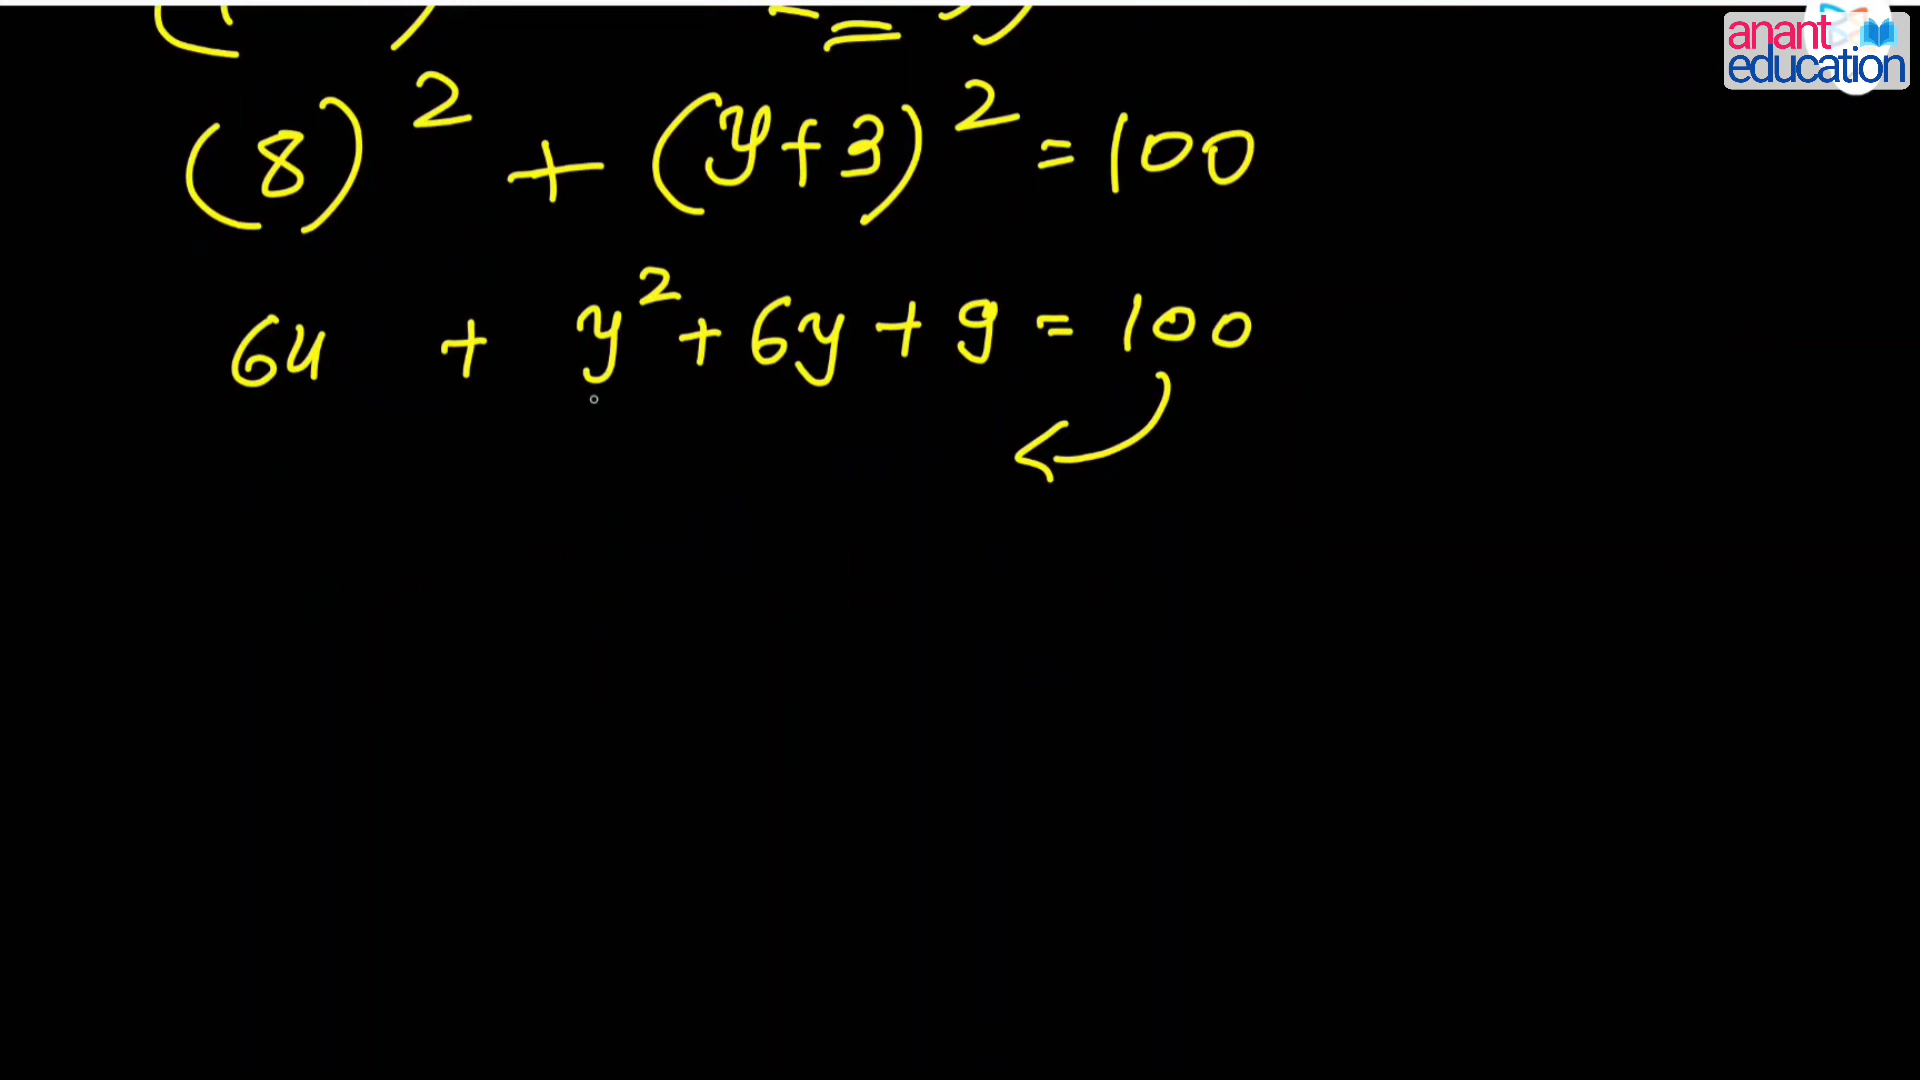 anant
education
(8)² + (y+3)² = 100
64 + y² + 6y + 9 = 100